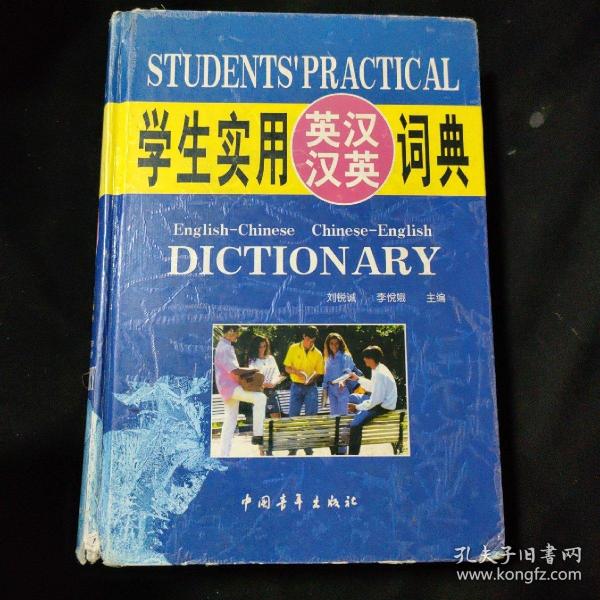 STUDENTS' PRACTICAL
学生实用 英汉 汉英 词典
English-Chinese Chinese-English
DICTIONARY
刘锐诚 李悦娥 主编
中国青年出版社
孔夫子旧书网
www.kongfz.com